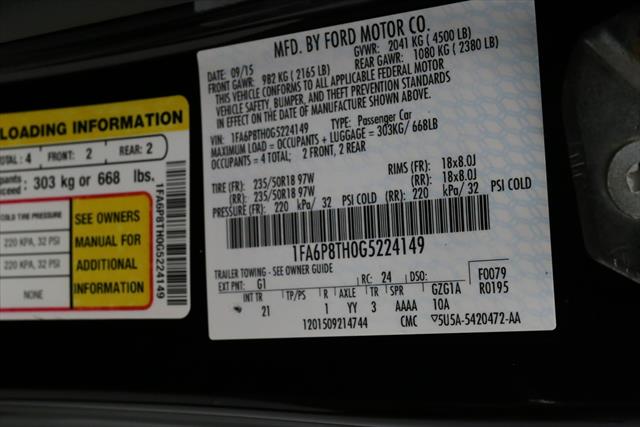 LOADING INFORMATION
TOTAL: 4 FRONT: 2 REAR: 2
303 kg or 668 lbs.
COLD TIRE PRESSURE
220 KPA, 32 PSI
220 KPA, 32 PSI
NONE
SEE OWNERS
MANUAL FOR
ADDITIONAL
INFORMATION
1FA6P8TH0G5224149
MFD. BY FORD MOTOR CO.
DATE: 09/15 GVWR: 2041 KG ( 4500 LB)
FRONT GAWR: 982 KG ( 2165 LB) REAR GAWR: 1080 KG ( 2380 LB)
THIS VEHICLE CONFORMS TO ALL APPLICABLE FEDERAL MOTOR
VEHICLE SAFETY, BUMPER, AND THEFT PREVENTION STANDARDS
IN EFFECT ON THE DATE OF MANUFACTURE SHOWN ABOVE.
VIN: 1FA6P8TH0G5224149 TYPE: Passenger Car
MAXIMUM LOAD = OCCUPANTS + LUGGAGE = 303KG/ 668LB
OCCUPANTS = 4 TOTAL; 2 FRONT, 2 REAR
TIRE (FR): 235/50R18 97W RIMS (FR): 18x8.0J
(RR): 235/50R18 97W (RR): 18x8.0J
PRESSURE (FR): 220 kPa/ 32 PSI COLD (RR): 220 kPa/ 32 PSI COLD
1FA6P8TH0G5224149
TRAILER TOWING - SEE OWNER GUIDE
EXT PNT: G1 RC: 24 DSO: F0079
INT TR TP/PS R AXLE TR SPR GZG1A R0195
21 1 YY 3 AAAA 10A
1201509214744 CMC ▽5U5A-5420472-AA